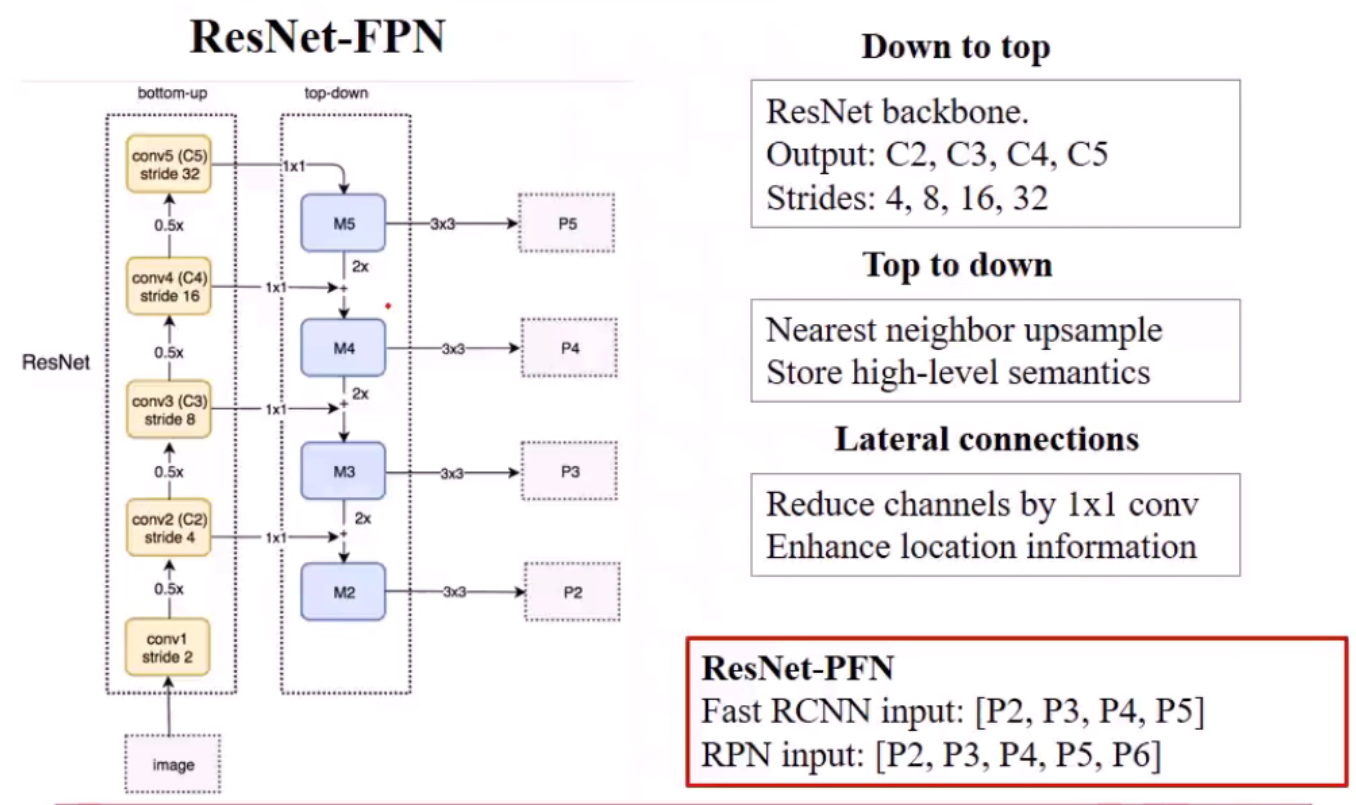 ResNet-FPN
bottom-up
top-down
conv5 (C5)
stride 32
1x1
M5
3x3
P5
0.5x
2x
conv4 (C4)
stride 16
1x1
+
M4
3x3
P4
0.5x
2x
ResNet
conv3 (C3)
stride 8
1x1
+
M3
3x3
P3
0.5x
2x
conv2 (C2)
stride 4
1x1
+
M2
3x3
P2
0.5x
conv1
stride 2
image
Down to top
ResNet backbone.
Output: C2, C3, C4, C5
Strides: 4, 8, 16, 32
Top to down
Nearest neighbor upsample
Store high-level semantics
Lateral connections
Reduce channels by 1x1 conv
Enhance location information
ResNet-PFN
Fast RCNN input: [P2, P3, P4, P5]
RPN input: [P2, P3, P4, P5, P6]